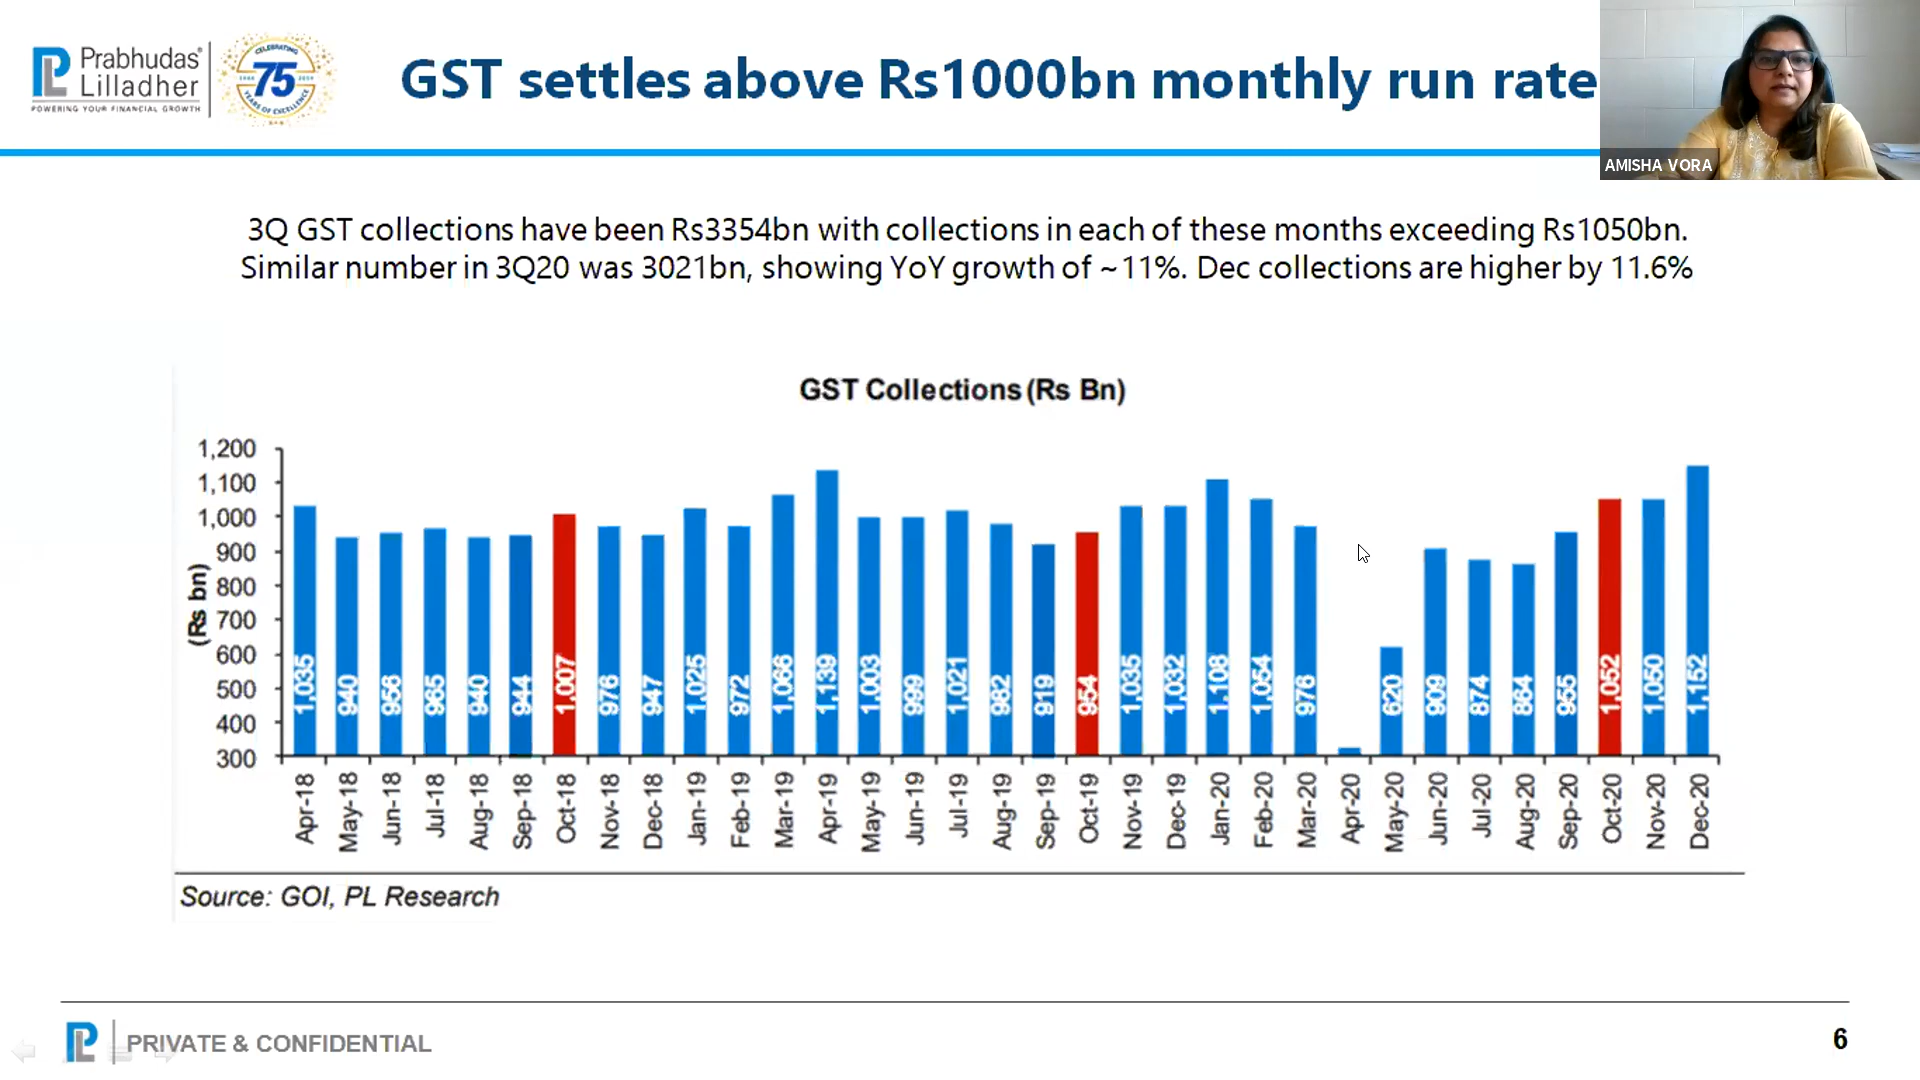 Prabhudas
Lilladher
POWERING YOUR FINANCIAL GROWTH
CELEBRATING
75
YEARS OF EXCELLENCE
GST settles above Rs1000bn monthly run rate
AMISHA VORA
3Q GST collections have been Rs3354bn with collections in each of these months exceeding Rs1050bn.
Similar number in 3Q20 was 3021bn, showing YoY growth of ~11%. Dec collections are higher by 11.6%
GST Collections (Rs Bn)
(Rs bn)
1,200
1,100
1,000
900
800
700
600
500
400
300
1,035
940
956
965
940
944
1,007
976
947
1,025
972
1,066
1,139
1,003
999
1,021
982
919
954
1,035
1,032
1,108
1,054
976
620
909
874
864
955
1,052
1,050
1,152
Apr-18
May-18
Jun-18
Jul-18
Aug-18
Sep-18
Oct-18
Nov-18
Dec-18
Jan-19
Feb-19
Mar-19
Apr-19
May-19
Jun-19
Jul-19
Aug-19
Sep-19
Oct-19
Nov-19
Dec-19
Jan-20
Feb-20
Mar-20
Apr-20
May-20
Jun-20
Jul-20
Aug-20
Sep-20
Oct-20
Nov-20
Dec-20
Source: GOI, PL Research
PRIVATE & CONFIDENTIAL
6